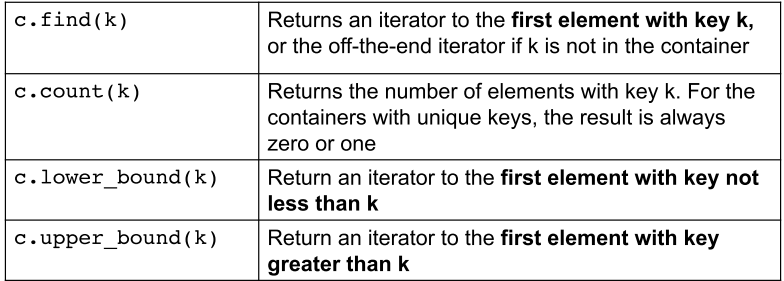 c.find(k)
Returns an iterator to the first element with key k,
or the off-the-end iterator if k is not in the container
c.count(k)
Returns the number of elements with key k. For the
containers with unique keys, the result is always
zero or one
c.lower_bound(k)
Return an iterator to the first element with key not
less than k
c.upper_bound(k)
Return an iterator to the first element with key
greater than k